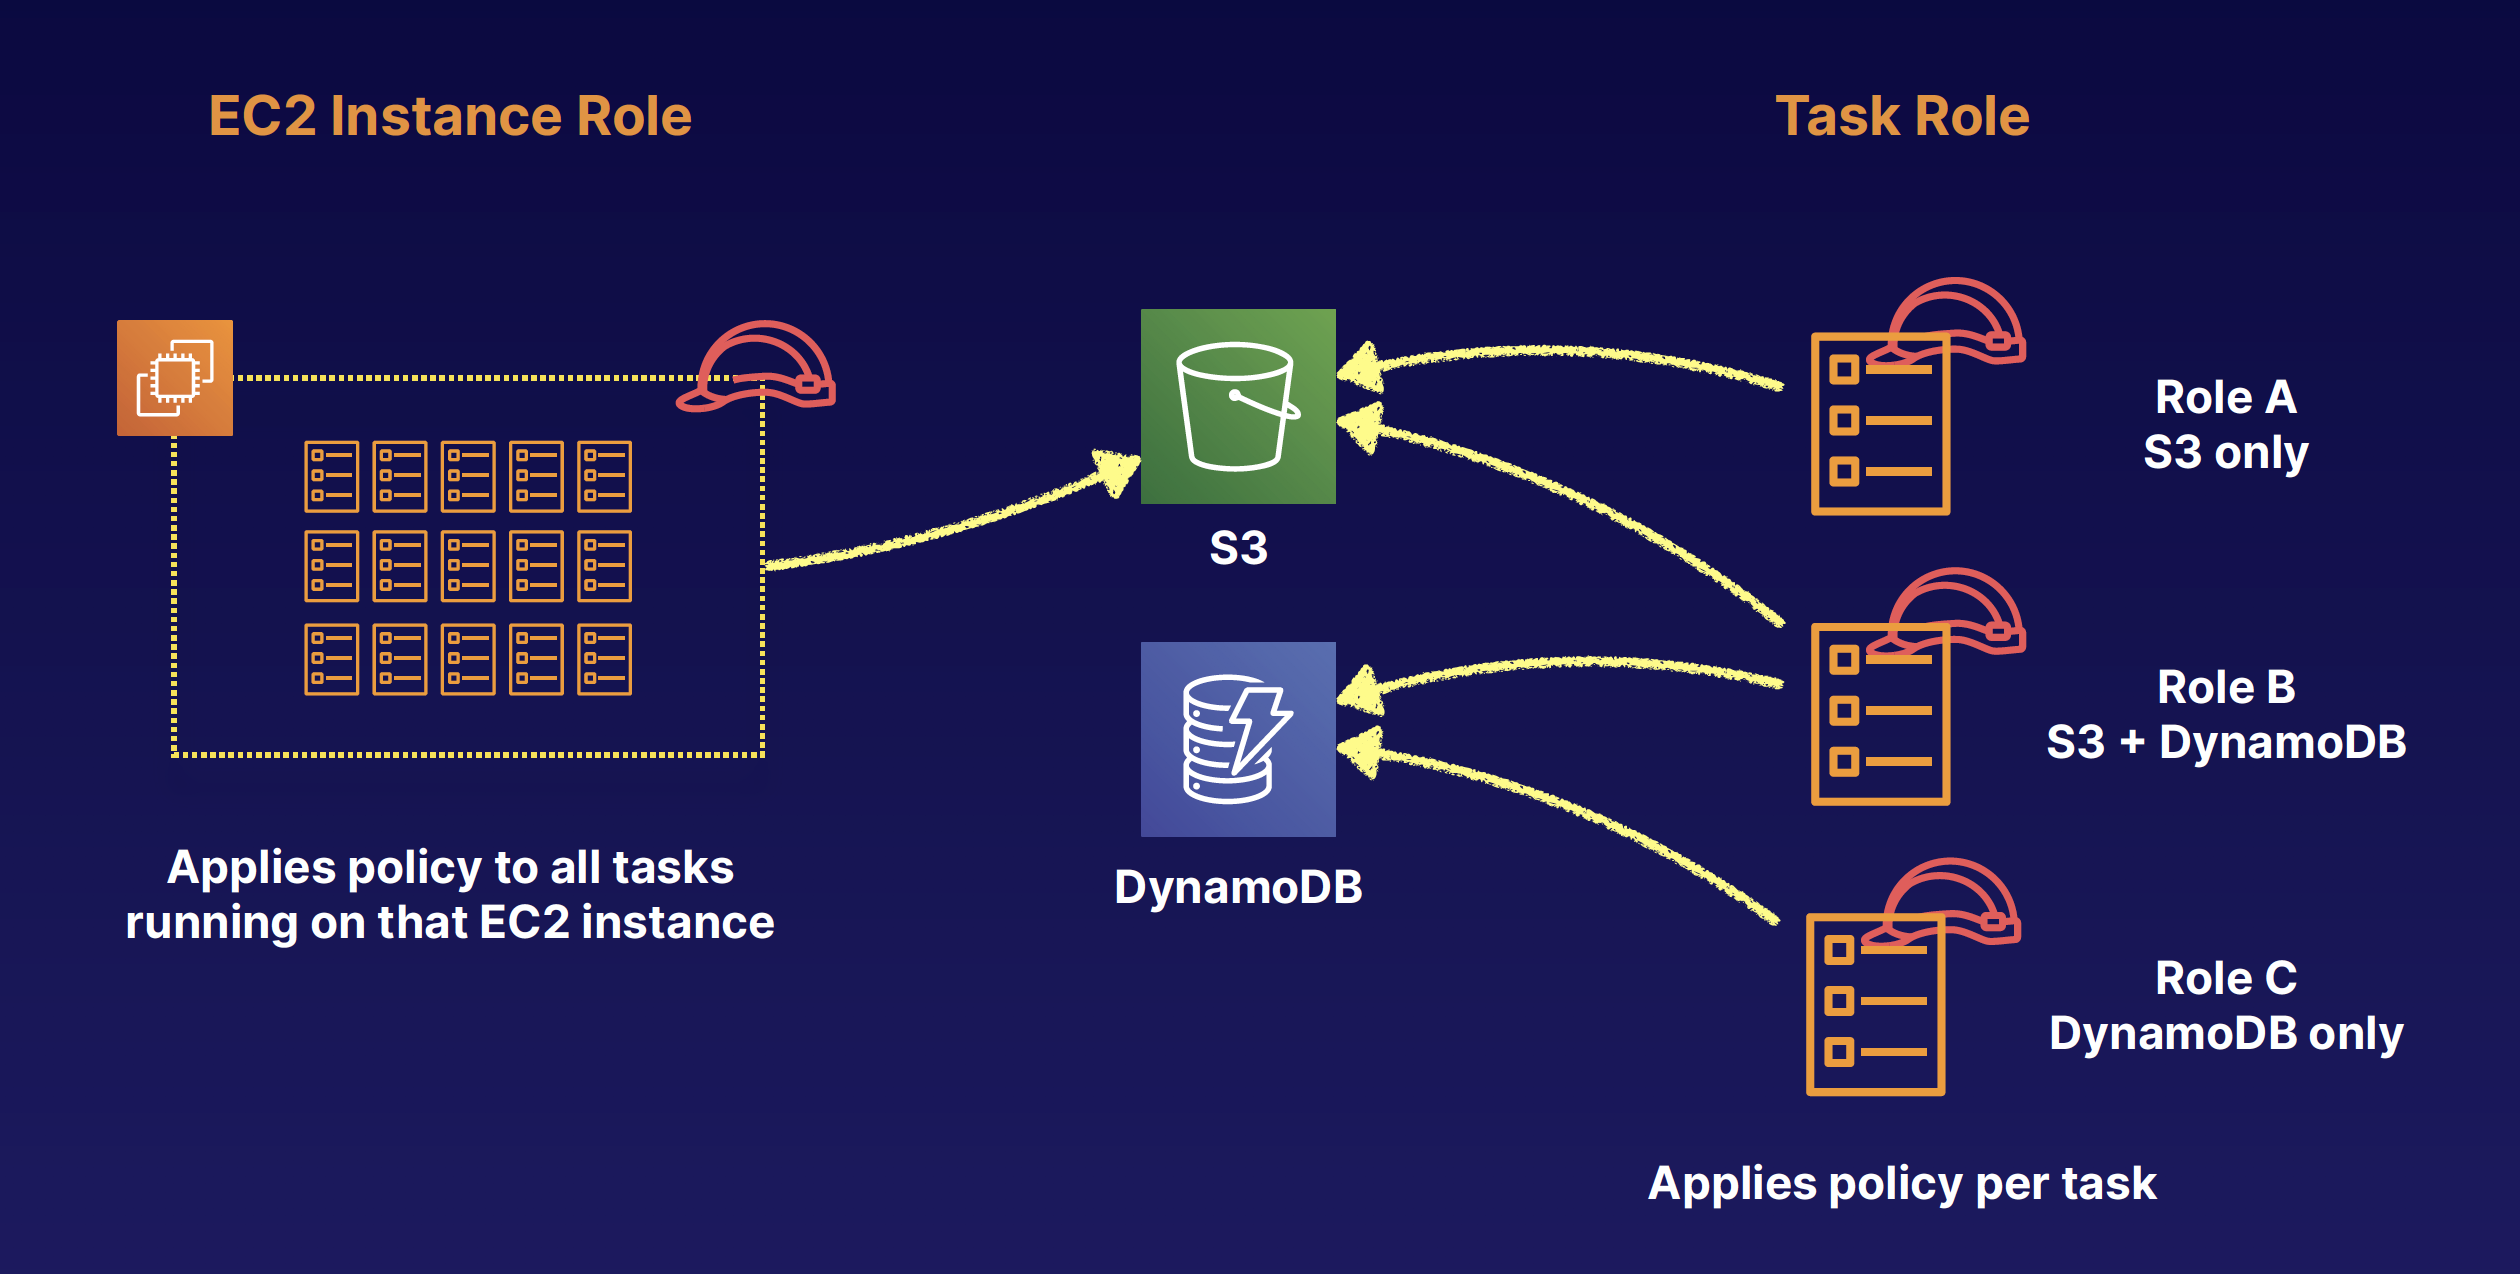 EC2 Instance Role
Task Role
S3
DynamoDB
Role A
S3 only
Role B
S3 + DynamoDB
Role C
DynamoDB only
Applies policy to all tasks
running on that EC2 instance
Applies policy per task